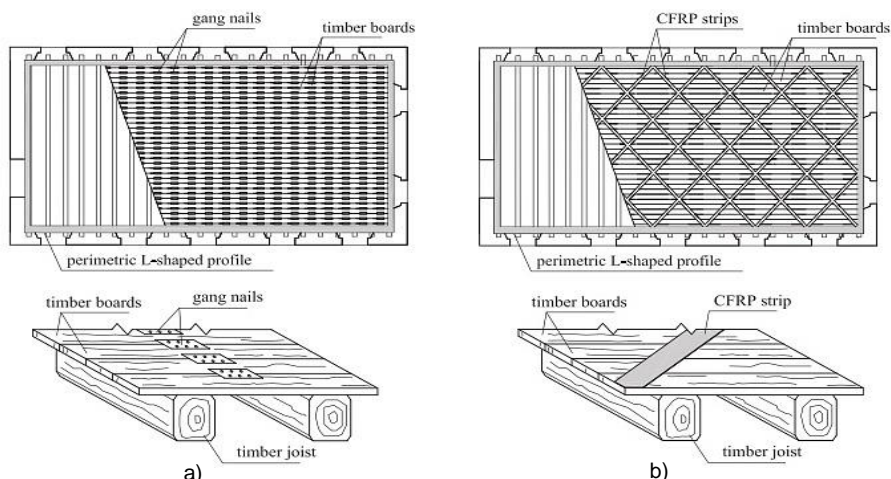 gang nails
timber boards
perimetric L-shaped profile
gang nails
timber boards
timber joist
a)
CFRP strips
timber boards
perimetric L-shaped profile
CFRP strip
timber boards
timber joist
b)